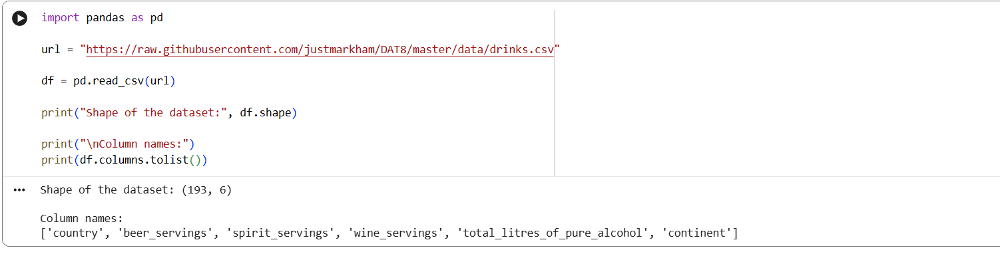 import pandas as pd
url = "https://raw.githubusercontent.com/justmarkham/DAT8/master/data/drinks.csv"
df = pd.read_csv(url)
print("Shape of the dataset:", df.shape)
print("\nColumn names:")
print(df.columns.tolist())
Shape of the dataset: (193, 6)
Column names:
['country', 'beer_servings', 'spirit_servings', 'wine_servings', 'total_litres_of_pure_alcohol', 'continent']